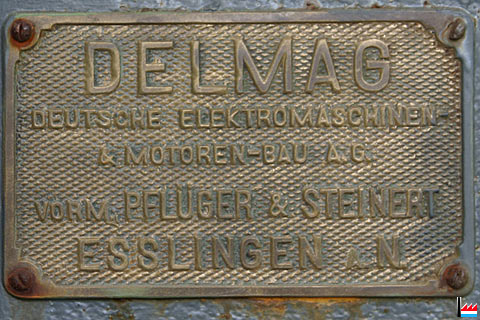 DELMAG
DEUTSCHE ELEKTROMASCHINEN-
& MOTOREN-BAU A.G.
VORM. PFLÜGER & STEINERT
ESSLINGEN A.N.